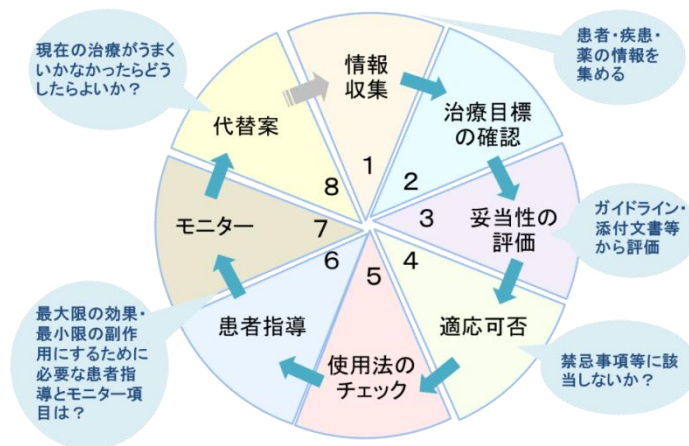 患者・疾患・
薬の情報を
集める
情報
収集
1
治療目標
の確認
2
妥当性の
評価
3
ガイドライン・
添付文書等
から評価
適応可否
4
禁忌事項等に該
当しないか？
使用法の
チェック
5
患者指導
6
最大限の効果・
最小限の副作
用にするために
必要な患者指
導とモニター項
目は？
モニター
7
代替案
8
現在の治療がうまく
いかなかったらどう
したらよいか？